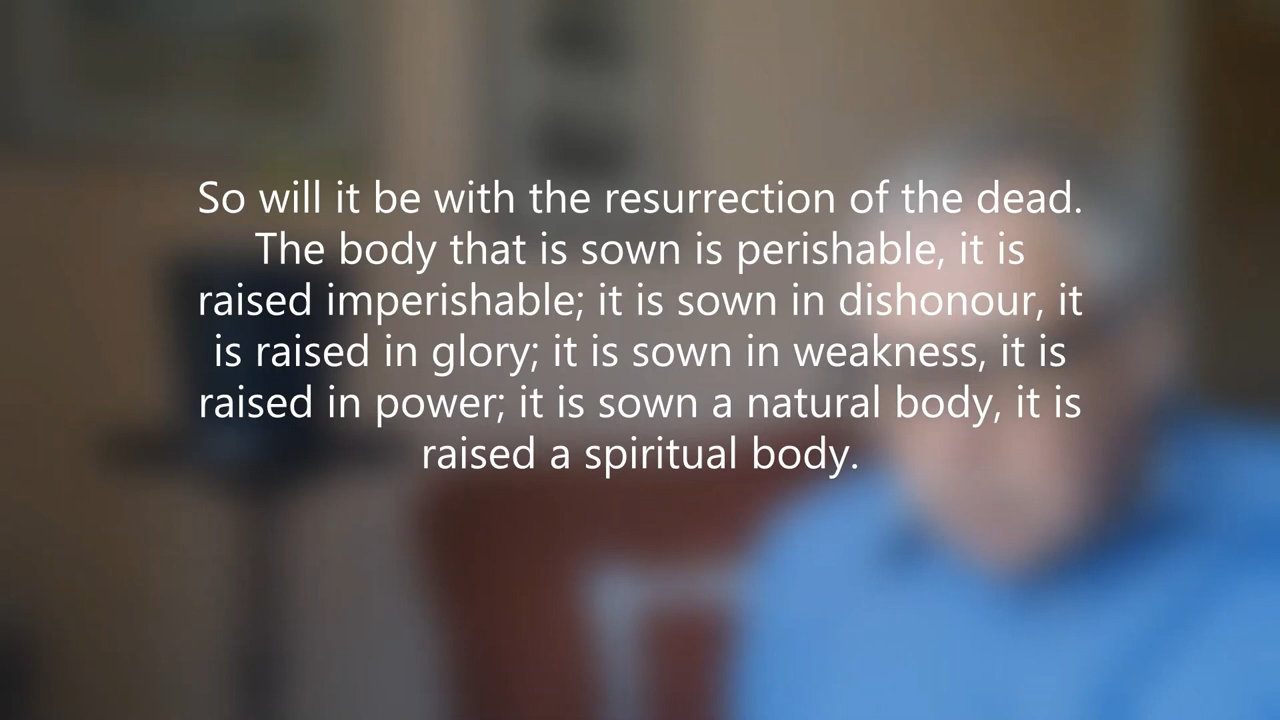 So will it be with the resurrection of the dead.
The body that is sown is perishable, it is
raised imperishable; it is sown in dishonour, it
is raised in glory; it is sown in weakness, it is
raised in power; it is sown a natural body, it is
raised a spiritual body.